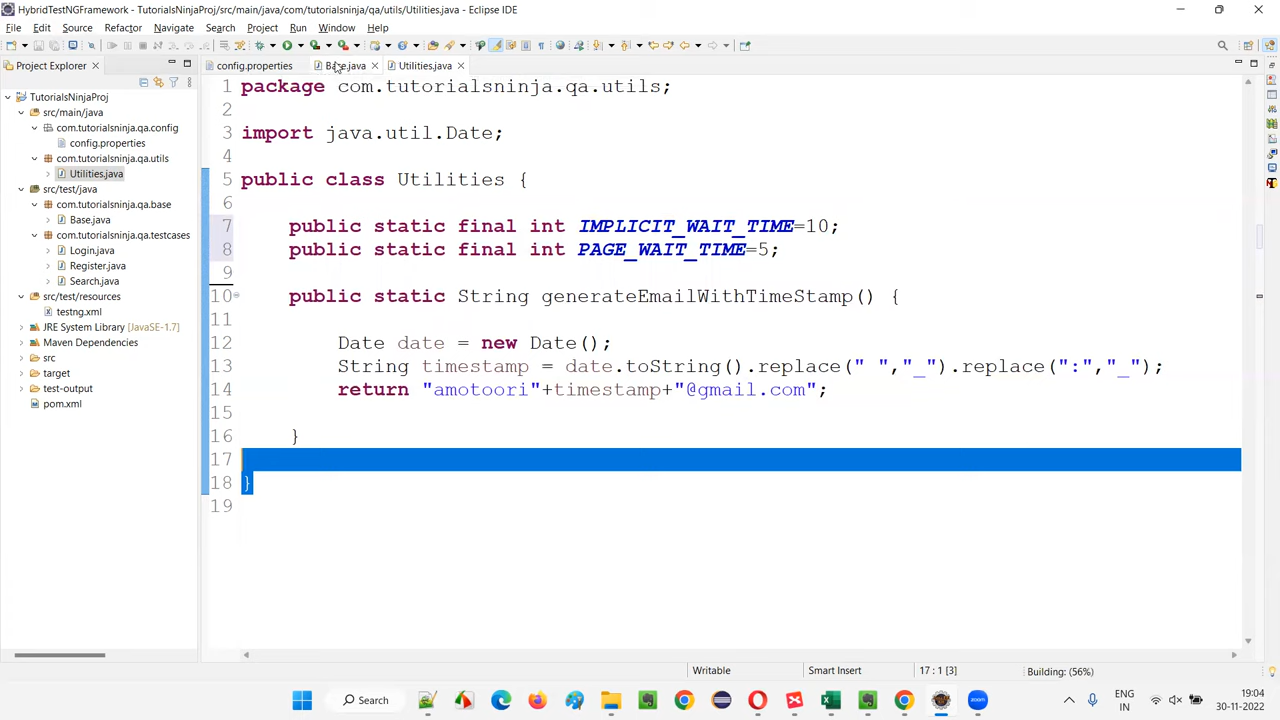 HybridTestNGFramework - TutorialsNinjaProj/src/main/java/com/tutorialsninja/qa/utils/Utilities.java - Eclipse IDE
File Edit Source Refactor Navigate Search Project Run Window Help
Project Explorer
config.properties
Base.java
Utilities.java
TutorialsNinjaProj
src/main/java
com.tutorialsninja.qa.config
config.properties
com.tutorialsninja.qa.utils
Utilities.java
src/test/java
com.tutorialsninja.qa.base
Base.java
com.tutorialsninja.qa.testcases
Login.java
Register.java
Search.java
src/test/resources
testng.xml
JRE System Library [JavaSE-1.7]
Maven Dependencies
src
target
test-output
pom.xml
1 package com.tutorialsninja.qa.utils;
2
3 import java.util.Date;
4
5 public class Utilities {
6
7 public static final int IMPLICIT_WAIT_TIME=10;
8 public static final int PAGE_WAIT_TIME=5;
9
10 public static String generateEmailWithTimeStamp() {
11
12 Date date = new Date();
13 String timestamp = date.toString().replace(" ","_").replace(":","_");
14 return "amotoori"+timestamp+"@gmail.com";
15
16 }
17
18 }
19
Writable Smart Insert 17 : 1 [3] Building: (56%)
Search
ENG
IN
19:04
30-11-2022